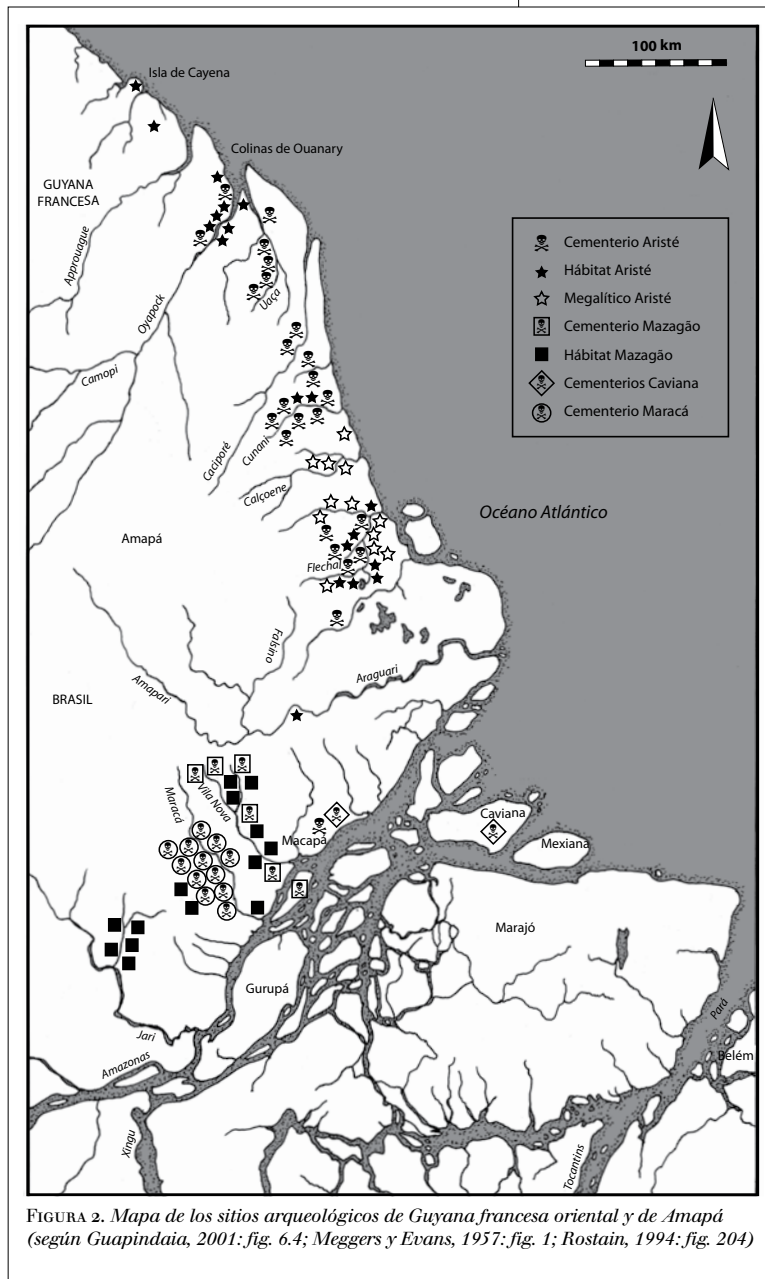 100 km
Isla de Cayena
Colinas de Ouanary
GUYANA
FRANCESA
Approuague
Oyapock
Uaça
Camopi
Caciporé
Cunani
Calçoene
Cementerio Aristé
Hábitat Aristé
Megalítico Aristé
Cementerio Mazagão
Hábitat Mazagão
Cementerios Caviana
Cementerio Maracá
Océano Atlántico
Amapá
Flechal
Falsino
Araguari
Amapari
BRASIL
Maracá
Vila Nova
Macapá
Caviana
Mexiana
Marajó
Gurupá
Jari
Amazonas
Xingu
Pará
Belém
Tocantins
FIGURA 2. Mapa de los sitios arqueológicos de Guyana francesa oriental y de Amapá
(según Guapindaia, 2001: fig. 6.4; Meggers y Evans, 1957: fig. 1; Rostain, 1994: fig. 204)